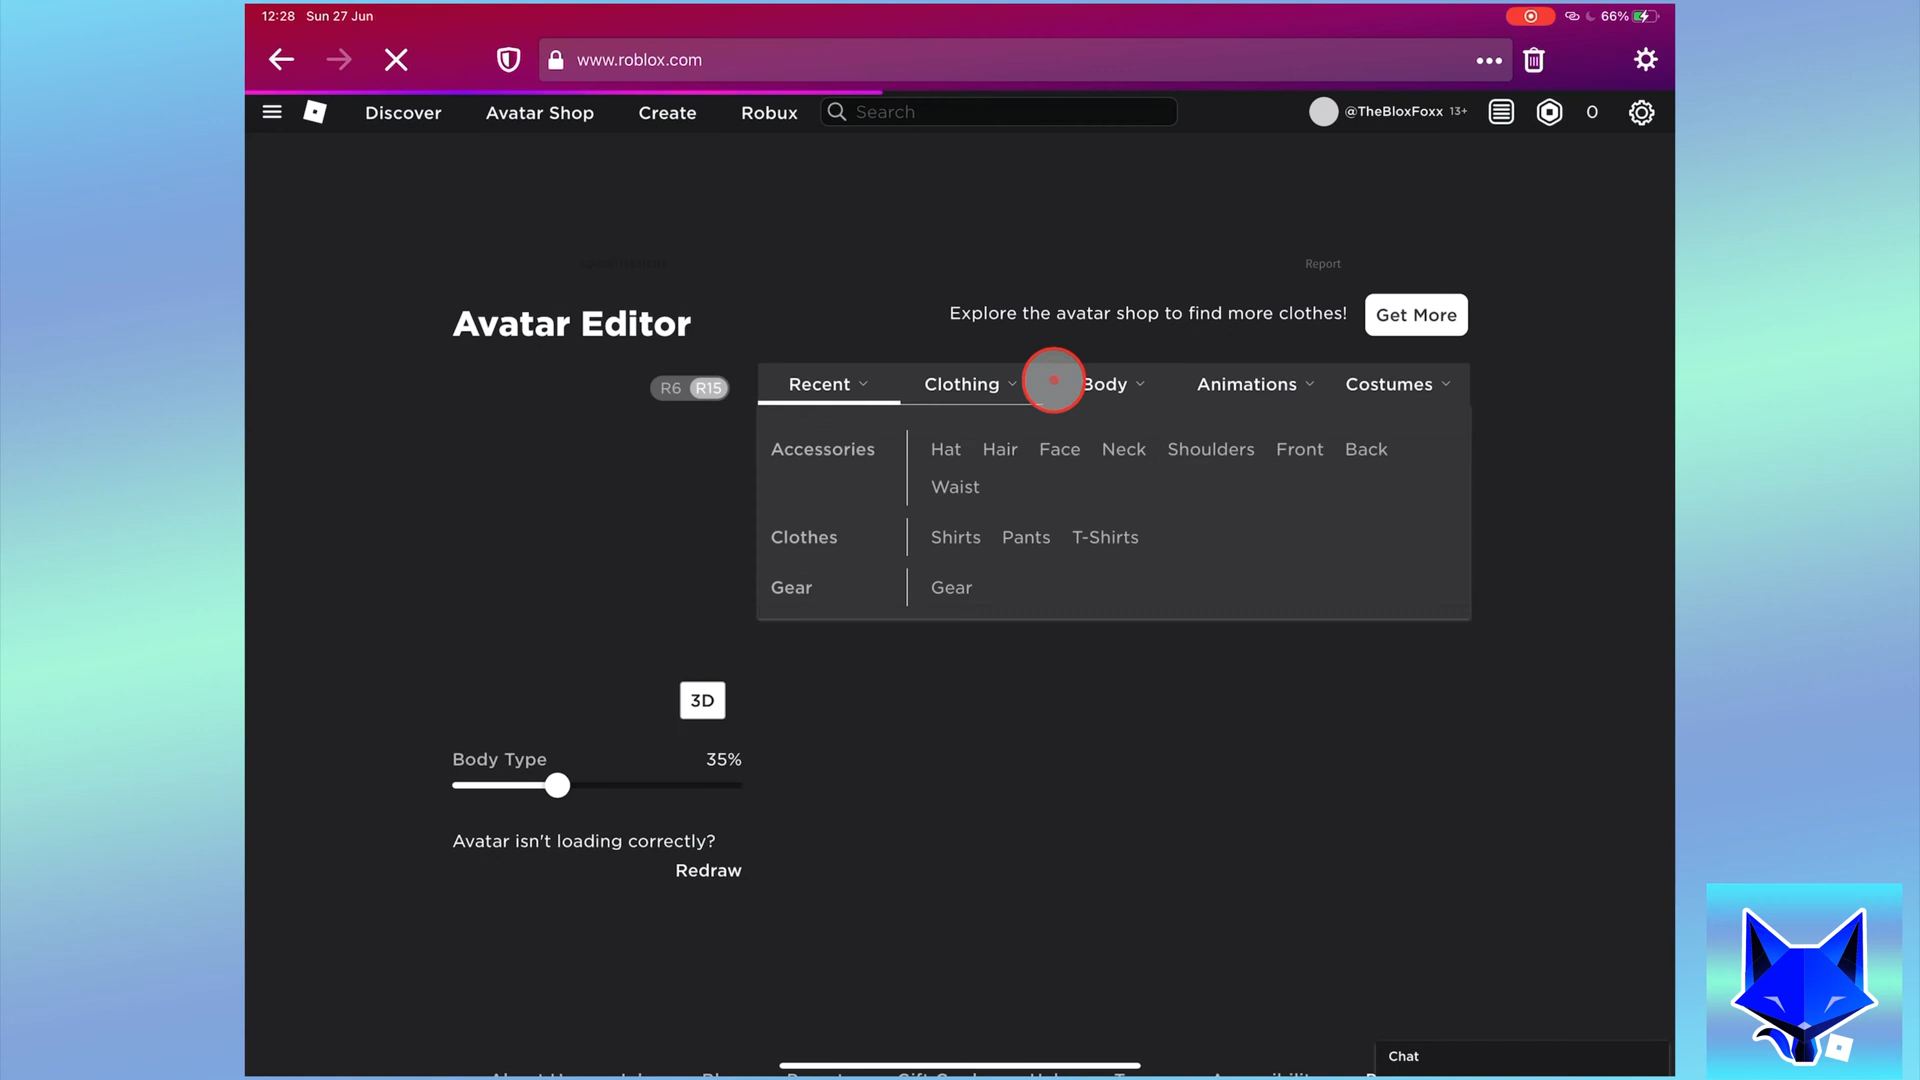 12:28 Sun 27 Jun
66%
www.roblox.com
Discover Avatar Shop Create Robux Search @TheBloxFoxx 13+ 0
Report
Avatar Editor
Explore the avatar shop to find more clothes! Get More
R6 R15
Recent Clothing Body Animations Costumes
Accessories Hat Hair Face Neck Shoulders Front Back
Waist
Clothes Shirts Pants T-Shirts
Gear Gear
3D
Body Type 35%
Avatar isn't loading correctly?
Redraw
Chat